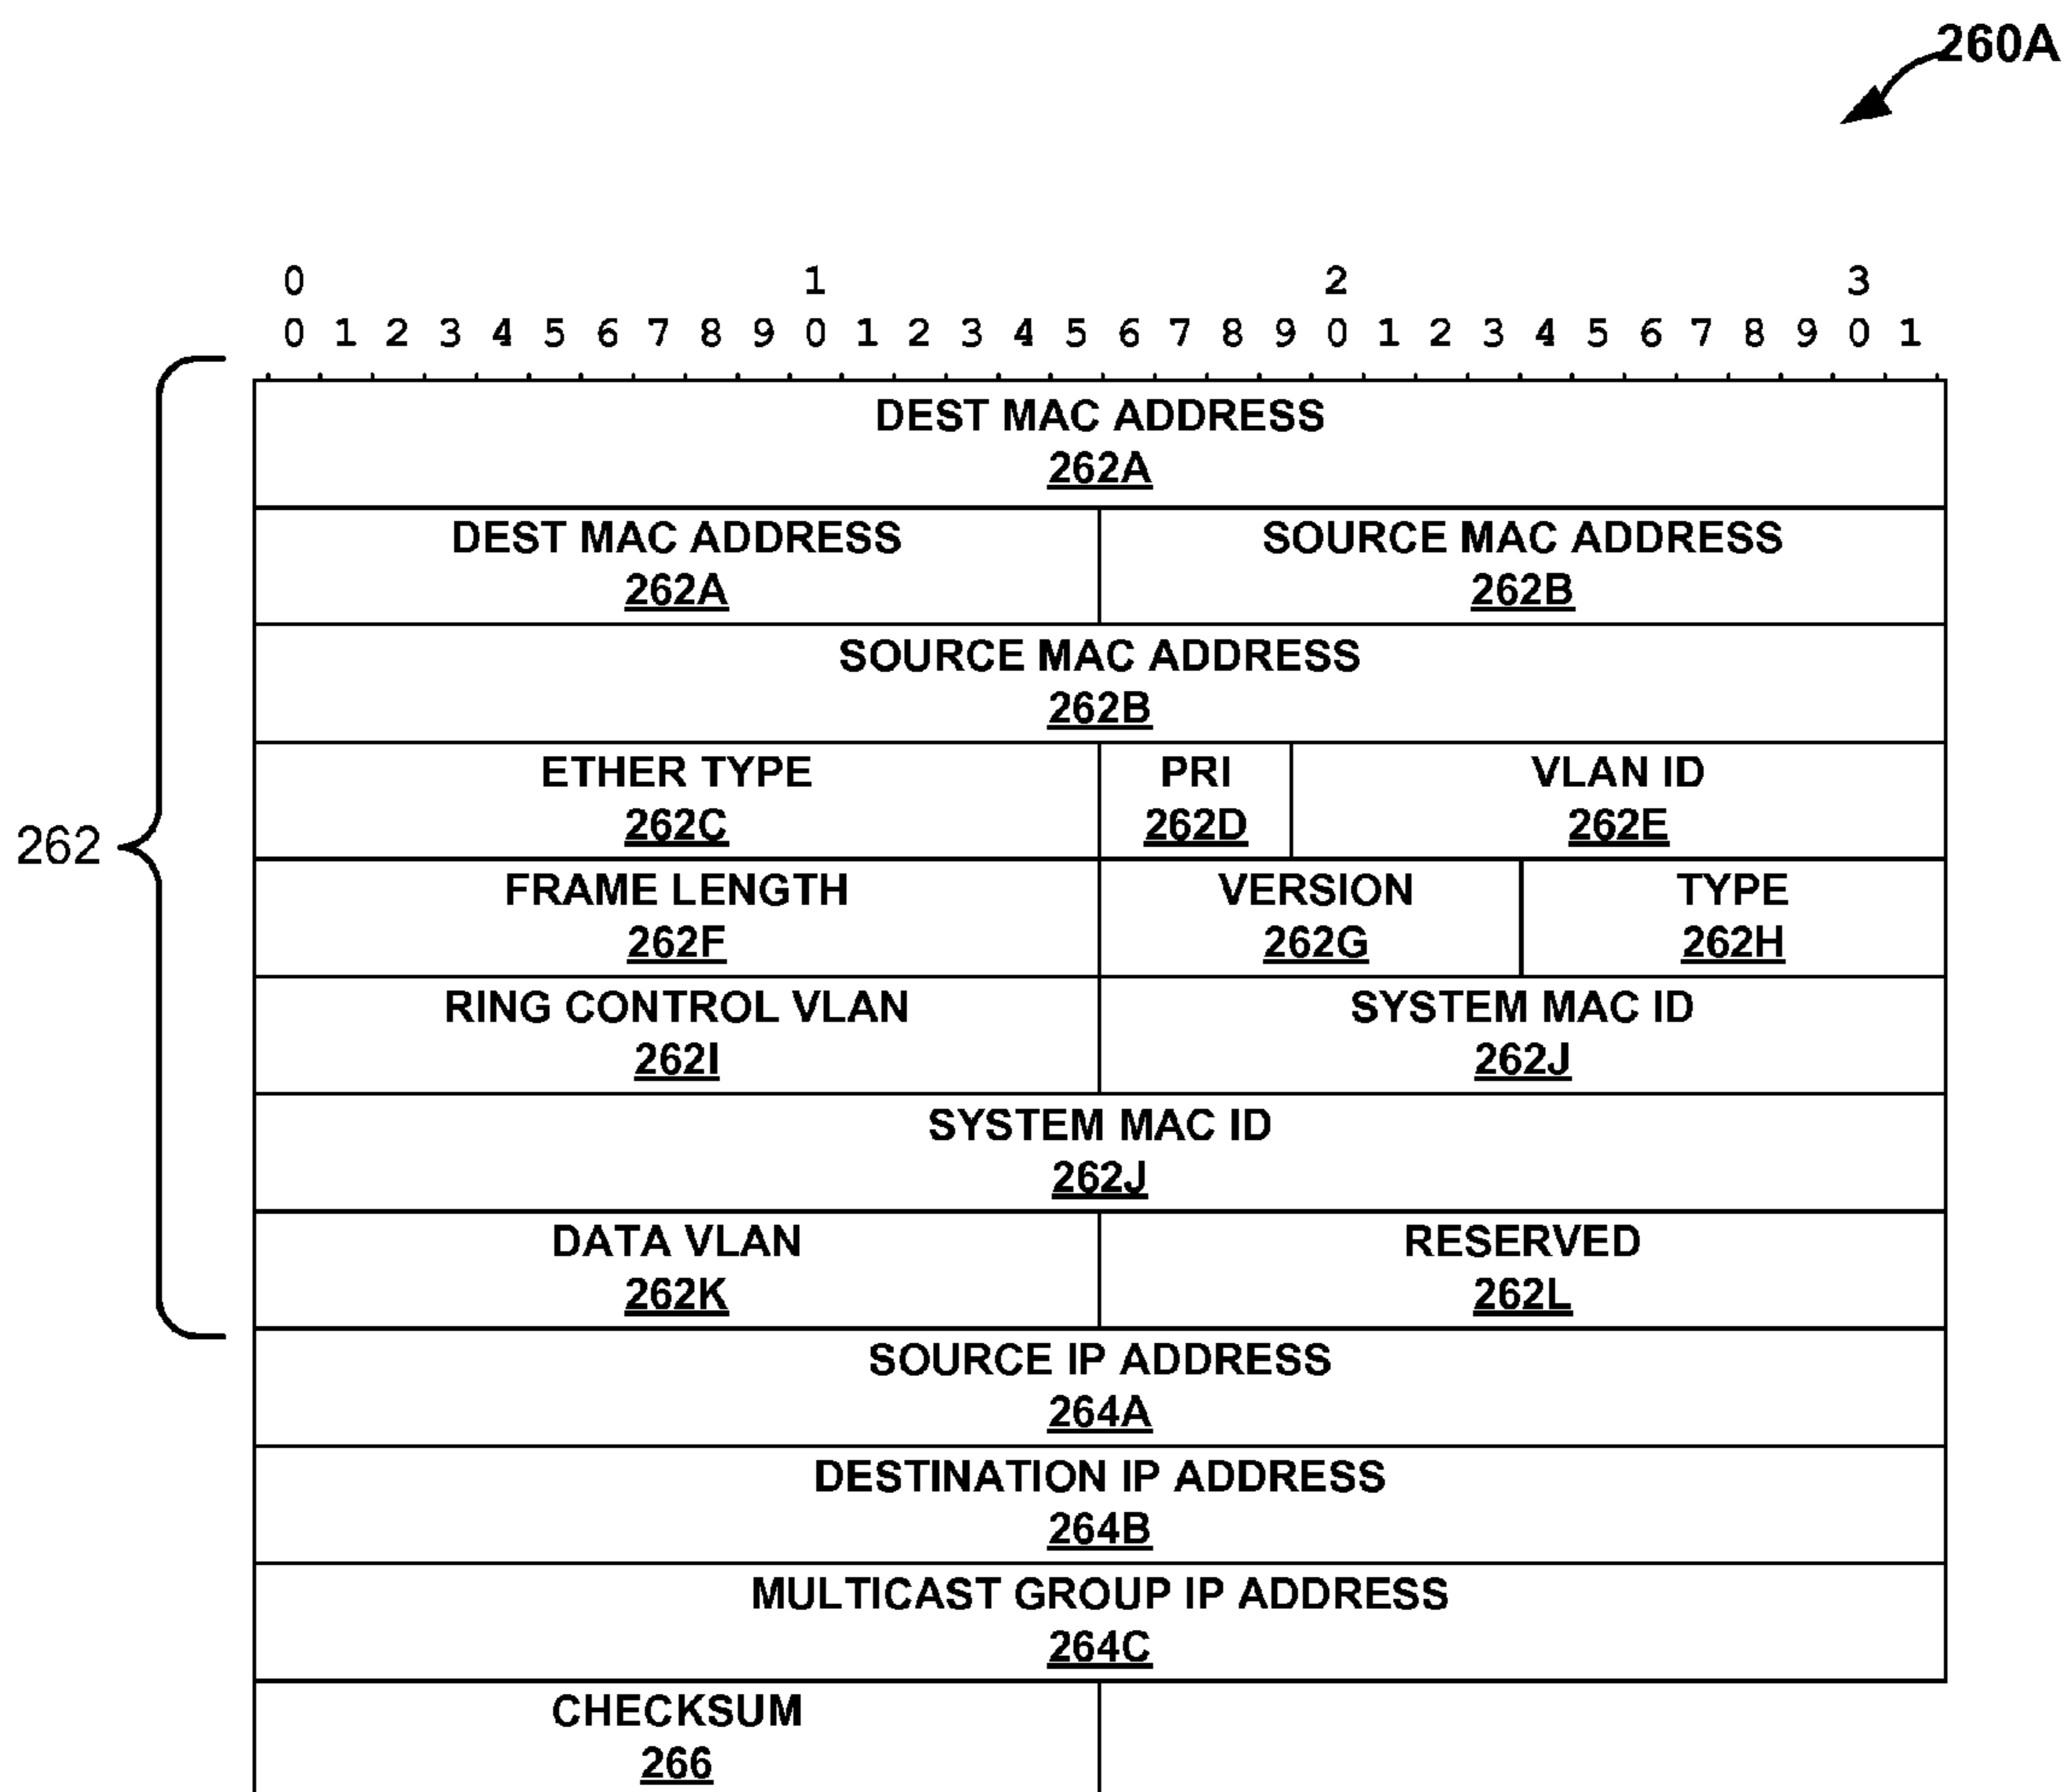 260A
0 1 2 3
0 1 2 3 4 5 6 7 8 9 0 1 2 3 4 5 6 7 8 9 0 1 2 3 4 5 6 7 8 9 0 1
DEST MAC ADDRESS
262A
DEST MAC ADDRESS SOURCE MAC ADDRESS
262A 262B
SOURCE MAC ADDRESS
262B
ETHER TYPE PRI VLAN ID
262C 262D 262E
262
FRAME LENGTH VERSION TYPE
262F 262G 262H
RING CONTROL VLAN SYSTEM MAC ID
262I 262J
SYSTEM MAC ID
262J
DATA VLAN RESERVED
262K 262L
SOURCE IP ADDRESS
264A
DESTINATION IP ADDRESS
264B
MULTICAST GROUP IP ADDRESS
264C
CHECKSUM
266